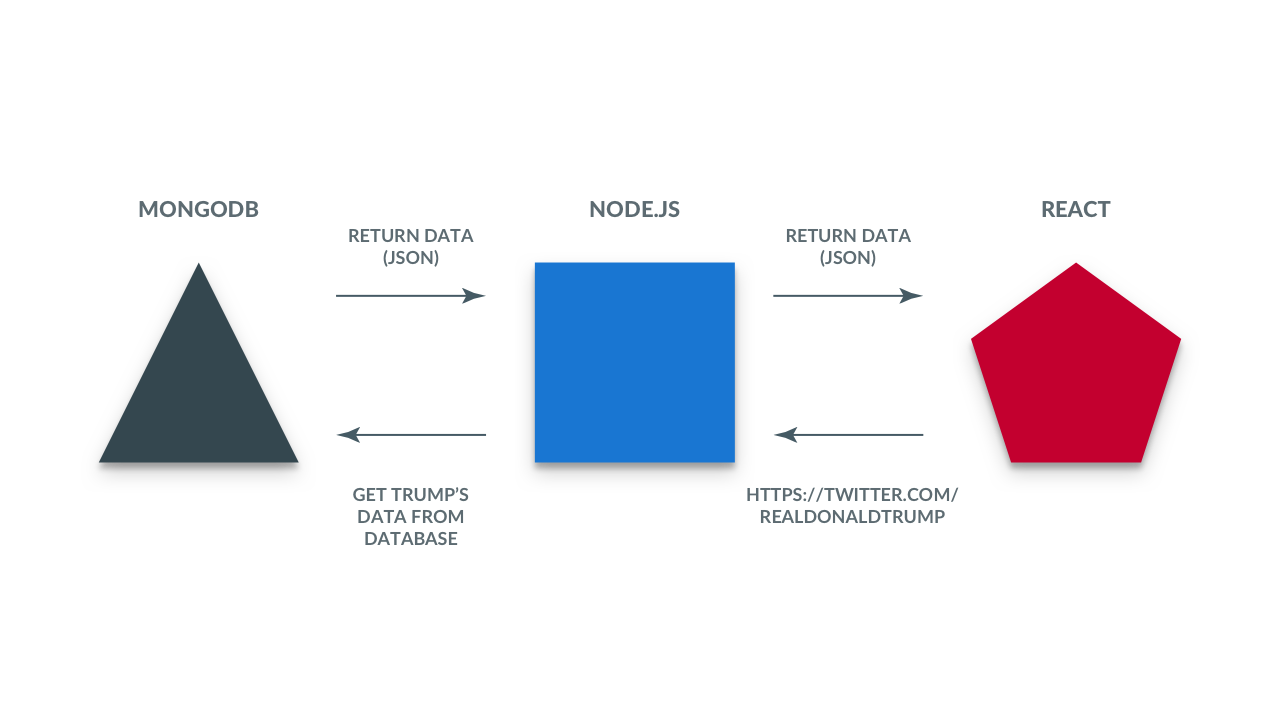 MONGODB
NODE.JS
REACT
RETURN DATA
(JSON)
RETURN DATA
(JSON)
GET TRUMP’S
DATA FROM
DATABASE
HTTPS://TWITTER.COM/
REALDONALDTRUMP